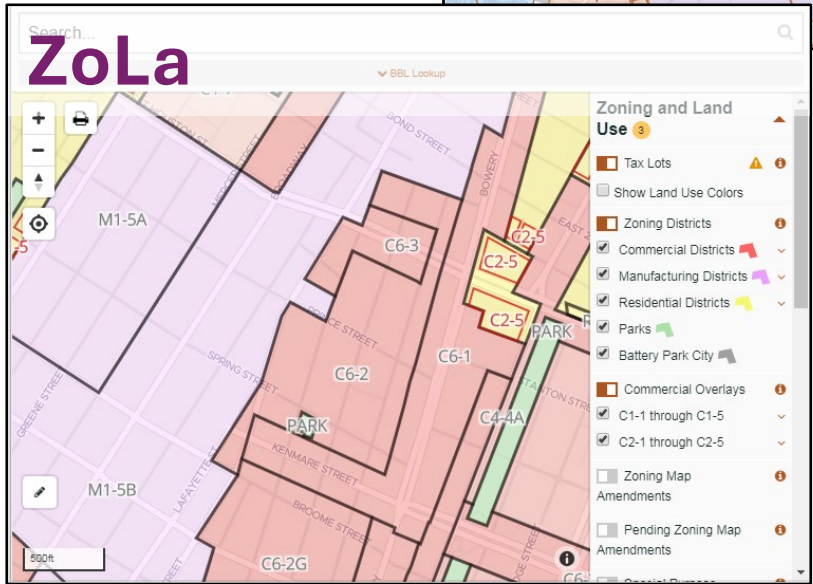 Search...
ZoLa
BBL Lookup
Zoning and Land
Use 3
Tax Lots
Show Land Use Colors
Zoning Districts
Commercial Districts
Manufacturing Districts
Residential Districts
Parks
Battery Park City
Commercial Overlays
C1-1 through C1-5
C2-1 through C2-5
Zoning Map
Amendments
Pending Zoning Map
Amendments
BOND STREET
BROADWAY
BOWERY
M1-5A
C6-3
C2-5
C2-5
-5
C2-5
PRINCE STREET
PARK
C6-1
SPRING STREET
C6-2
GREENE STREET
PARK
C4-4A
KENMARE STREET
M1-5B
LAFAYETTE ST
BROOME STREET
C6-2G
500ft